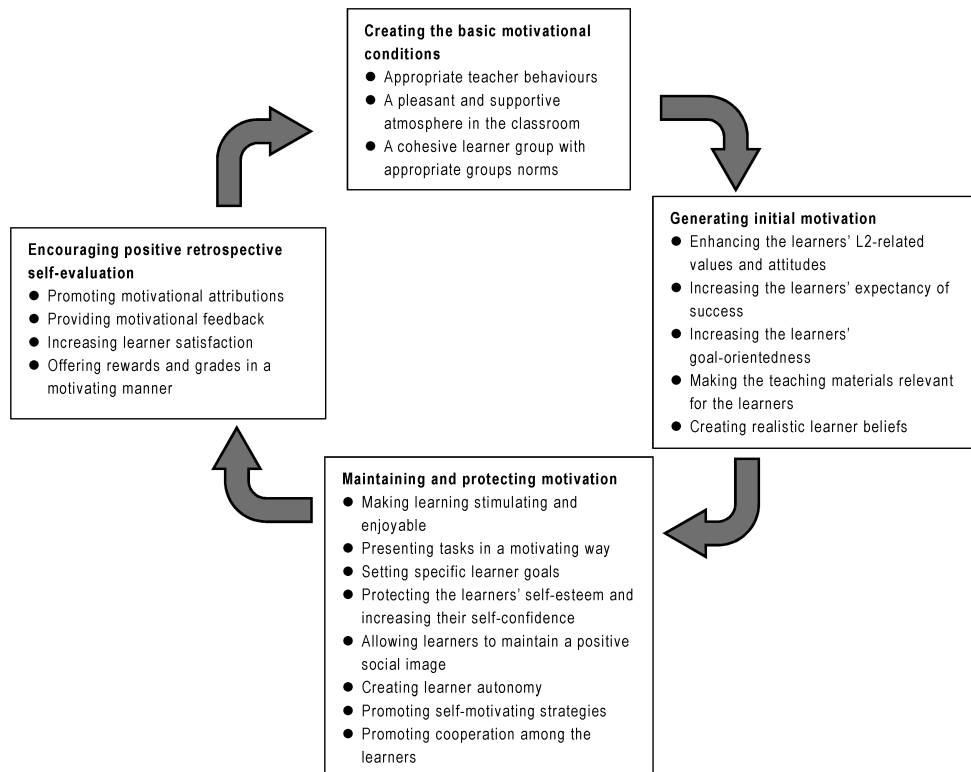 Creating the basic motivational
conditions
● Appropriate teacher behaviours
● A pleasant and supportive
atmosphere in the classroom
● A cohesive learner group with
appropriate groups norms
Generating initial motivation
● Enhancing the learners’ L2-related
values and attitudes
● Increasing the learners’ expectancy of
success
● Increasing the learners’
goal-orientedness
● Making the teaching materials relevant
for the learners
● Creating realistic learner beliefs
Maintaining and protecting motivation
● Making learning stimulating and
enjoyable
● Presenting tasks in a motivating way
● Setting specific learner goals
● Protecting the learners’ self-esteem and
increasing their self-confidence
● Allowing learners to maintain a positive
social image
● Creating learner autonomy
● Promoting self-motivating strategies
● Promoting cooperation among the
learners
Encouraging positive retrospective
self-evaluation
● Promoting motivational attributions
● Providing motivational feedback
● Increasing learner satisfaction
● Offering rewards and grades in a
motivating manner